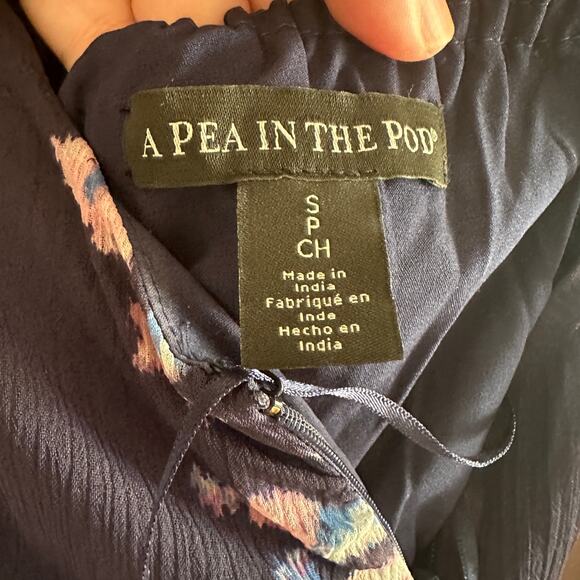 A PEA IN THE POD®
S
P
CH
Made in
India
Fabriqué en
Inde
Hecho en
India